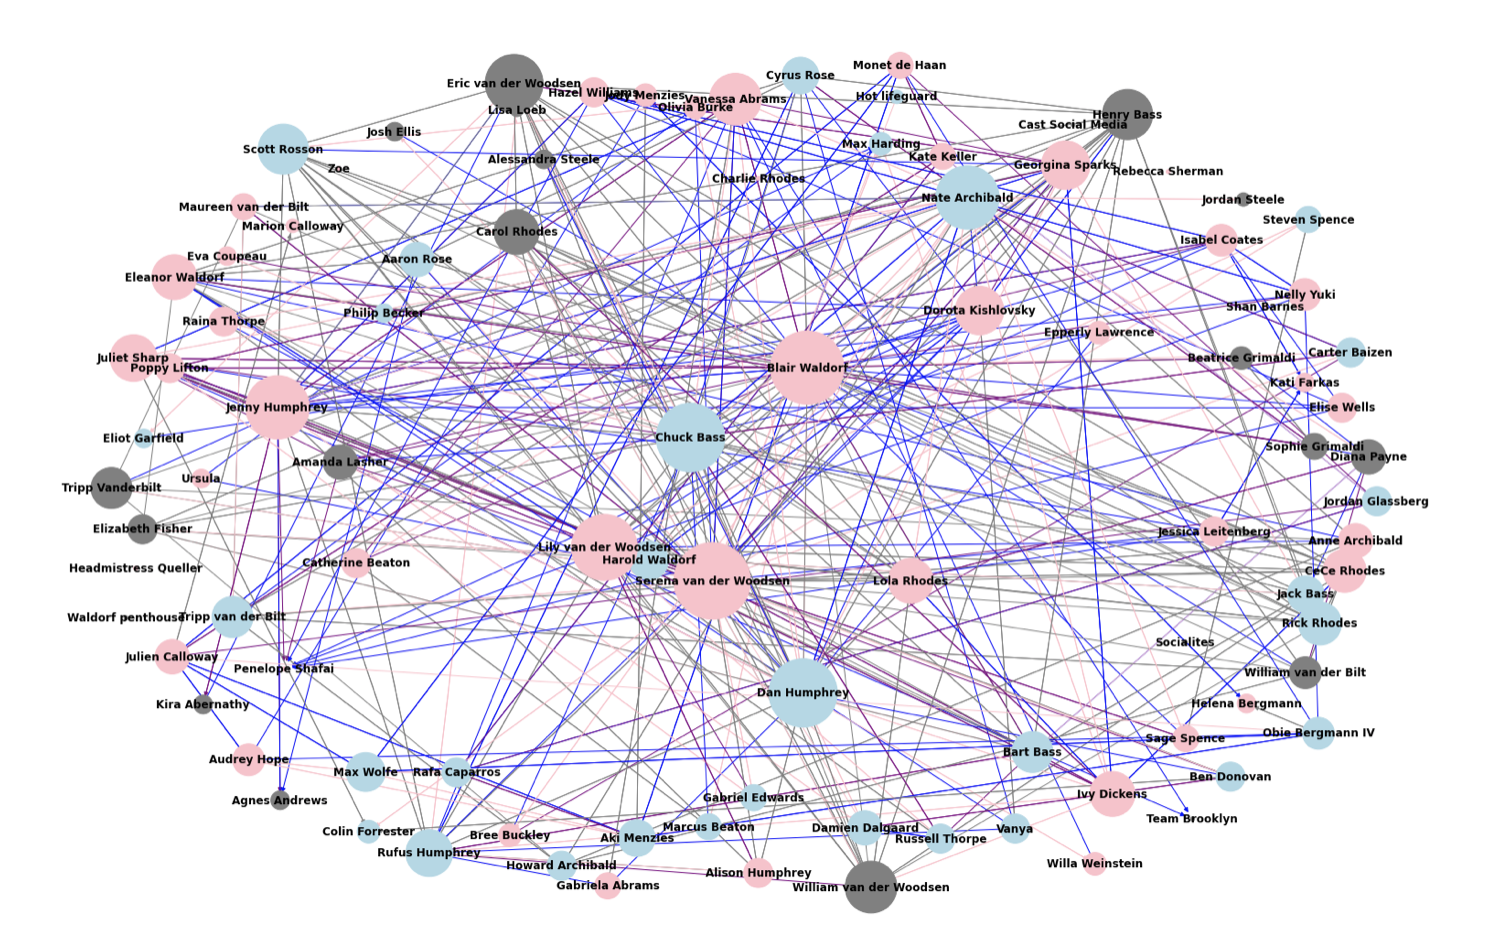 Monet de Haan
Cyrus Rose
Eric van der Woodsen
Hazel Williams
Jody Menzies
Hot lifeguard
Vanessa Abrams
Olivia Burke
Lisa Loeb
Henry Bass
Cast Social Media
Josh Ellis
Max Harding
Scott Rosson
Kate Keller
Alessandra Steele
Georgina Sparks
Zoe
Rebecca Sherman
Charlie Rhodes
Nate Archibald
Jordan Steele
Maureen van der Bilt
Steven Spence
Marion Calloway
Carol Rhodes
Isabel Coates
Eva Coupeau
Aaron Rose
Eleanor Waldorf
Nelly Yuki
Shan Barnes
Dorota Kishlovsky
Philip Becker
Raina Thorpe
Epperly Lawrence
Carter Baizen
Juliet Sharp
Beatrice Grimaldi
Poppy Lifton
Blair Waldorf
Kati Farkas
Jenny Humphrey
Elise Wells
Chuck Bass
Eliot Garfield
Sophie Grimaldi
Diana Payne
Amanda Lasher
Ursula
Tripp Vanderbilt
Jordan Glassberg
Elizabeth Fisher
Jessica Leitenberg
Anne Archibald
Lily van der Woodsen
Harold Waldorf
Catherine Beaton
Headmistress Queller
CeCe Rhodes
Serena van der Woodsen
Lola Rhodes
Jack Bass
Waldorf penthouse
Tripp van der Bilt
Rick Rhodes
Socialites
Julien Calloway
Penelope Shafai
William van der Bilt
Dan Humphrey
Kira Abernathy
Helena Bergmann
Obie Bergmann IV
Sage Spence
Bart Bass
Audrey Hope
Max Wolfe
Rafa Caparros
Ben Donovan
Ivy Dickens
Gabriel Edwards
Agnes Andrews
Team Brooklyn
Marcus Beaton
Damien Dalgaard
Vanya
Colin Forrester
Bree Buckley
Aki Menzies
Russell Thorpe
Rufus Humphrey
Howard Archibald
Willa Weinstein
Alison Humphrey
Gabriela Abrams
William van der Woodsen